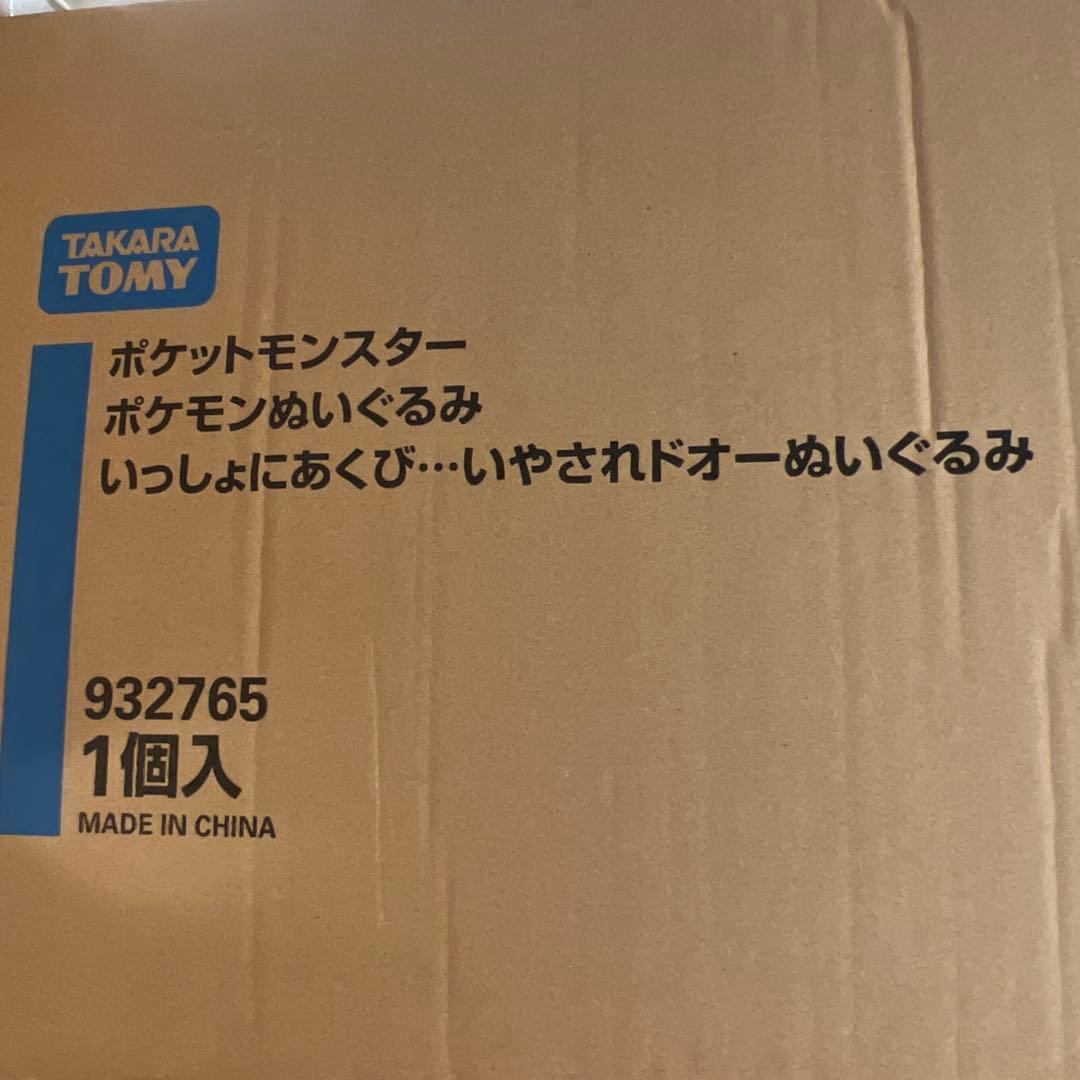 TAKARA
TOMY
ポケットモンスター
ポケモンぬいぐるみ
いっしょにあくび…いやされドオーぬいぐるみ
932765
1個入
MADE IN CHINA